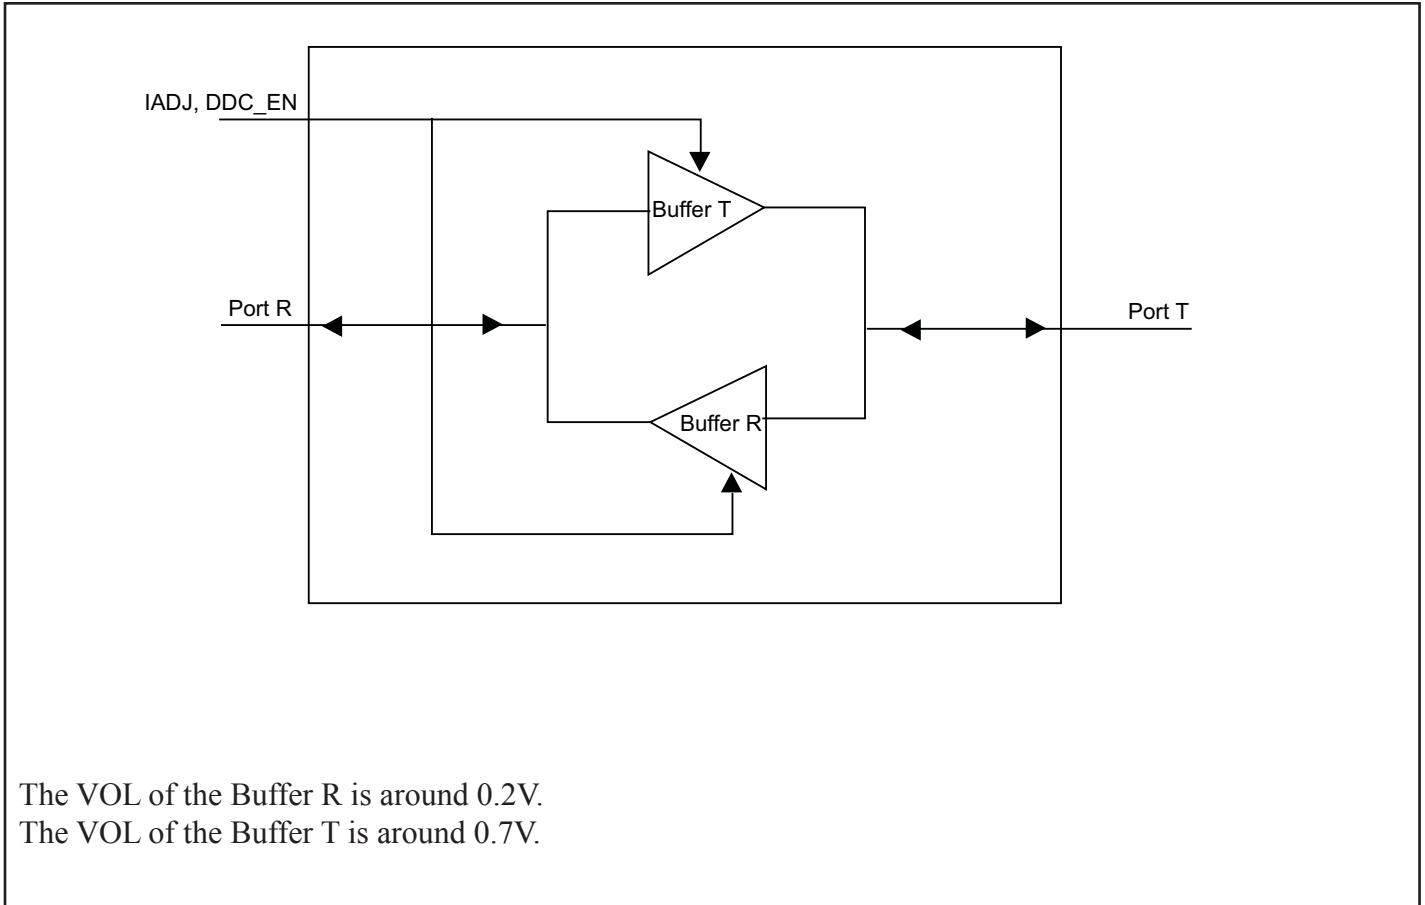 IADJ, DDC_EN
Buffer T
Port R
Port T
Buffer R
The VOL of the Buffer R is around 0.2V.
The VOL of the Buffer T is around 0.7V.